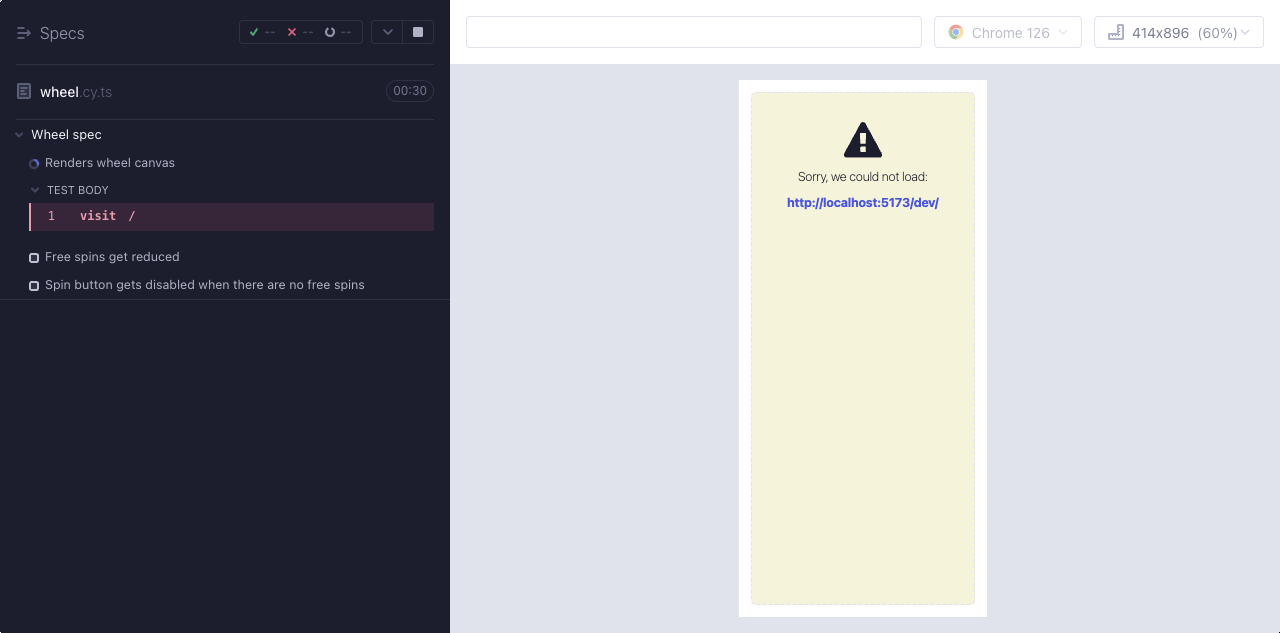 Specs
-- -- --
wheel.cy.ts 00:30
Wheel spec
Renders wheel canvas
TEST BODY
1 visit /
Free spins get reduced
Spin button gets disabled when there are no free spins
Chrome 126
414x896 (60%)
Sorry, we could not load:
http://localhost:5173/dev/